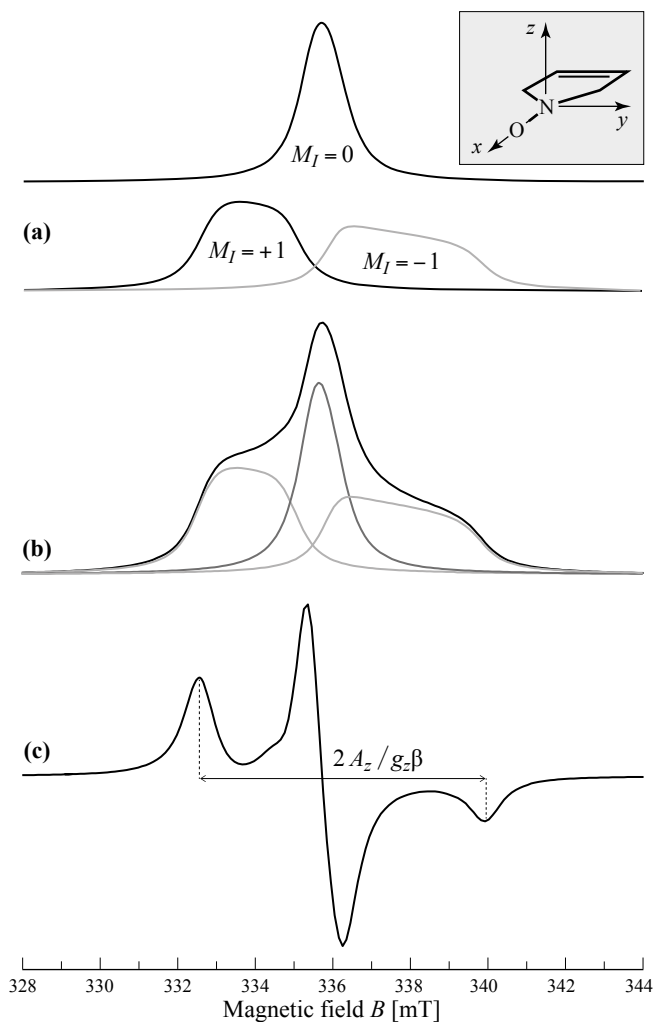 z
N
O
y
x
M_I = 0
(a)
M_I = +1
M_I = −1
(b)
(c)
2 A_z / g_zβ
328 330 332 334 336 338 340 342 344
Magnetic field B [mT]